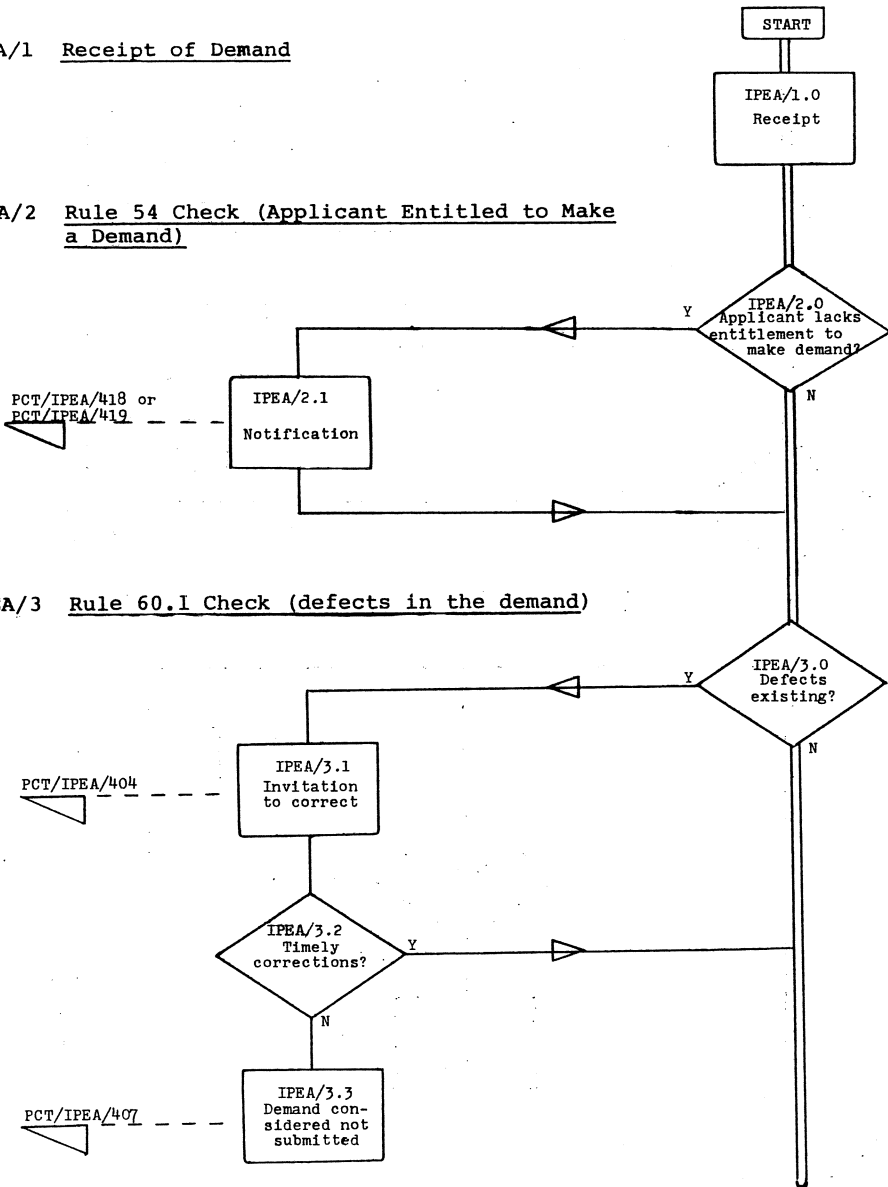 START
A/1 Receipt of Demand
IPEA/1.0
Receipt
A/2 Rule 54 Check (Applicant Entitled to Make
a Demand)
IPEA/2.0
Applicant lacks
entitlement to
make demand?
Y
N
PCT/IPEA/418 or
PCT/IPEA/419
IPEA/2.1
Notification
A/3 Rule 60.1 Check (defects in the demand)
IPEA/3.0
Defects
existing?
Y
N
IPEA/3.1
Invitation
to correct
PCT/IPEA/404
IPEA/3.2
Timely
corrections?
Y
N
IPEA/3.3
Demand con-
sidered not
submitted
PCT/IPEA/407